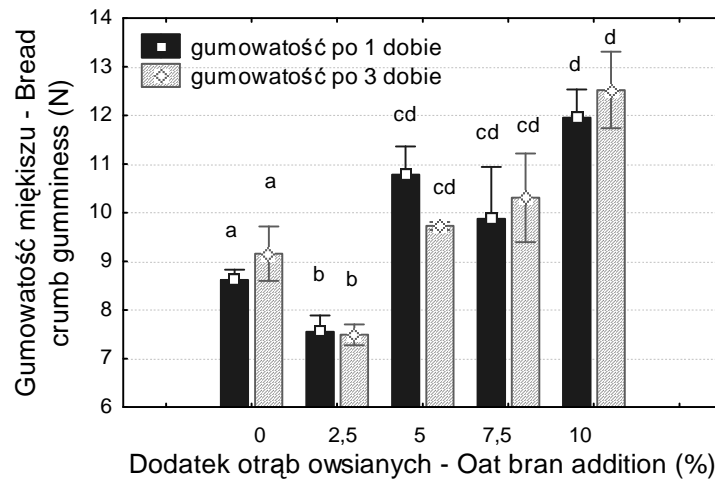 Gumowatość miękiszu - Bread
crumb gumminess (N)
14
13
12
11
10
9
8
7
6
gumowatość po 1 dobie
gumowatość po 3 dobie
a
a
b
b
cd
cd
cd
cd
d
d
0
2,5
5
7,5
10
Dodatek otrąb owsianych - Oat bran addition (%)